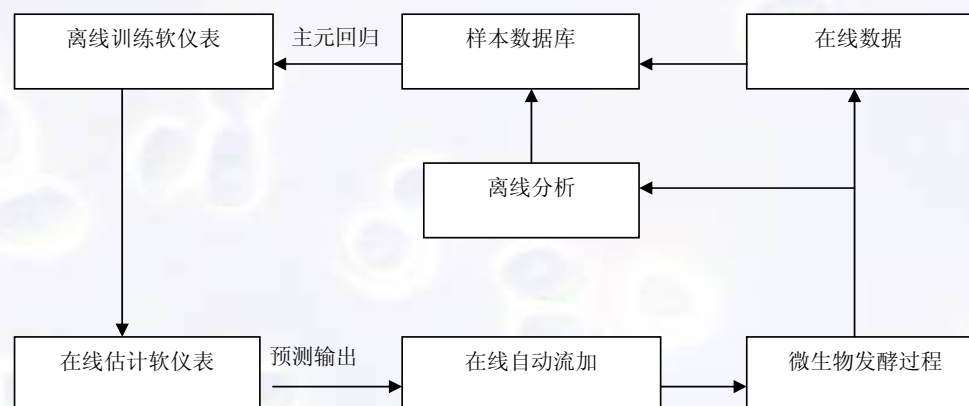 离线训练软仪表
主元回归
样本数据库
在线数据
离线分析
在线估计软仪表
预测输出
在线自动流加
微生物发酵过程